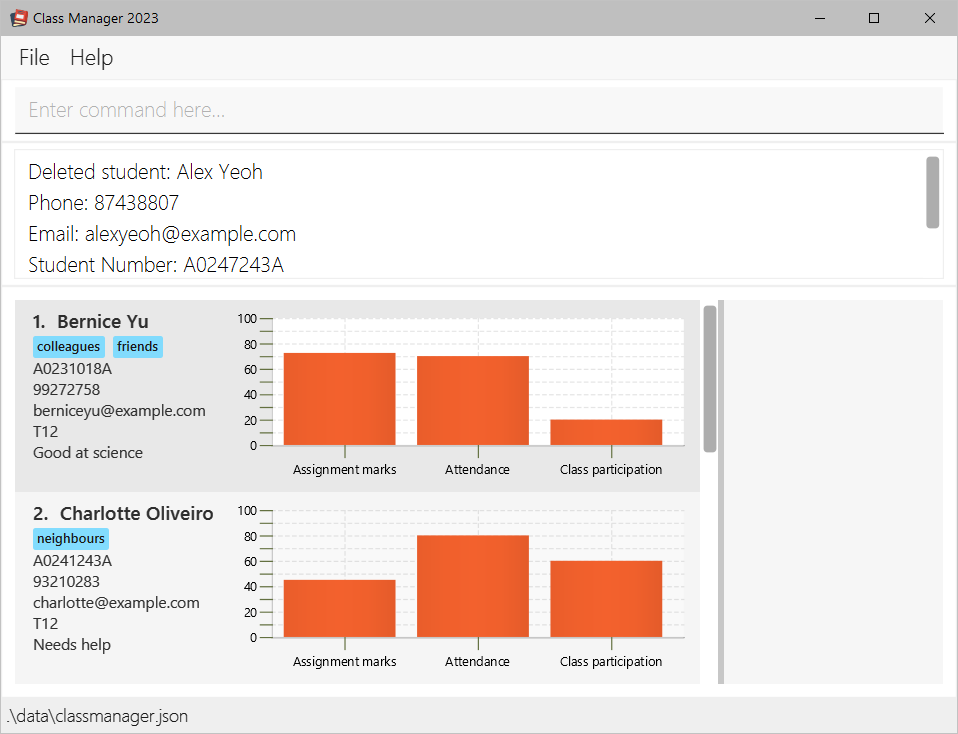 Class Manager 2023
File Help
Enter command here...
Deleted student: Alex Yeoh
Phone: 87438807
Email: alexyeoh@example.com
Student Number: A0247243A
1. Bernice Yu
colleagues friends
A0231018A
99272758
berniceyu@example.com
T12
Good at science
100
80
60
40
20
0
Assignment marks Attendance Class participation
2. Charlotte Oliveiro
neighbours
A0241243A
93210283
charlotte@example.com
T12
Needs help
100
80
60
40
20
0
Assignment marks Attendance Class participation
.\data\classmanager.json